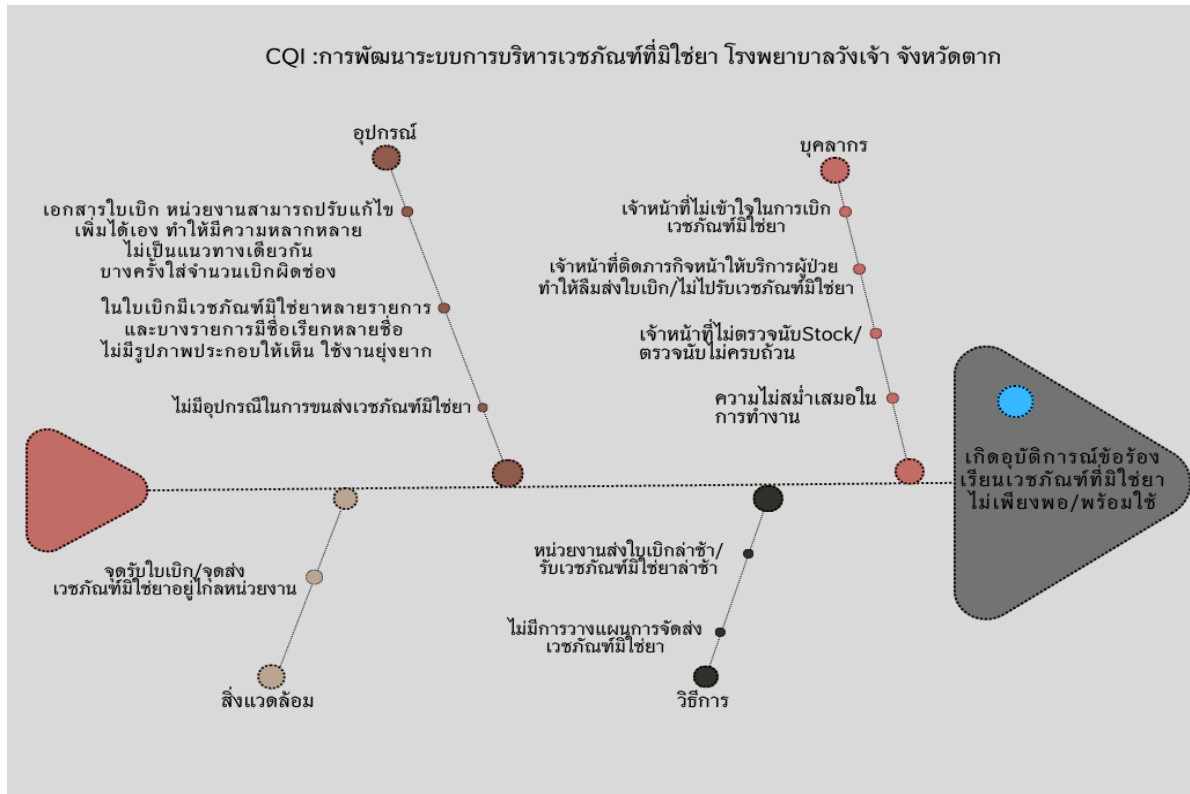 CQI :การพัฒนาระบบการบริหารเวชภัณฑ์ที่มิใช่ยา โรงพยาบาลวังเจ้า จังหวัดตาก
อุปกรณ์
เอกสารใบเบิก หน่วยงานสามารถปรับแก้ไข
เพิ่มได้เอง ทำให้มีความหลากหลาย
ไม่เป็นแนวทางเดียวกัน
บางครั้งใส่จำนวนเบิกผิดช่อง
ในใบเบิกมีเวชภัณฑ์มิใช่ยาหลายรายการ
และบางรายการมีชื่อเรียกหลายชื่อ
ไม่มีรูปภาพประกอบให้เห็น ใช้งานยุ่งยาก
ไม่มีอุปกรณ์ในการขนส่งเวชภัณฑ์มิใช่ยา
บุคลากร
เจ้าหน้าที่ไม่เข้าใจในการเบิก
เวชภัณฑ์มิใช่ยา
เจ้าหน้าที่ติดภารกิจหน้าให้บริการผู้ป่วย
ทำให้ลืมส่งใบเบิก/ไม่ไปรับเวชภัณฑ์มิใช่ยา
เจ้าหน้าที่ไม่ตรวจนับStock/
ตรวจนับไม่ครบถ้วน
ความไม่สม่ำเสมอใน
การทำงาน
เกิดอุบัติการณ์ข้อร้อง
เรียนเวชภัณฑ์ที่มิใช่ยา
ไม่เพียงพอ/พร้อมใช้
จุดรับใบเบิก/จุดส่ง
เวชภัณฑ์มิใช่ยาอยู่ไกลหน่วยงาน
สิ่งแวดล้อม
หน่วยงานส่งใบเบิกล่าช้า/
รับเวชภัณฑ์มิใช่ยาล่าช้า
ไม่มีการวางแผนการจัดส่ง
เวชภัณฑ์มิใช่ยา
วิธีการ